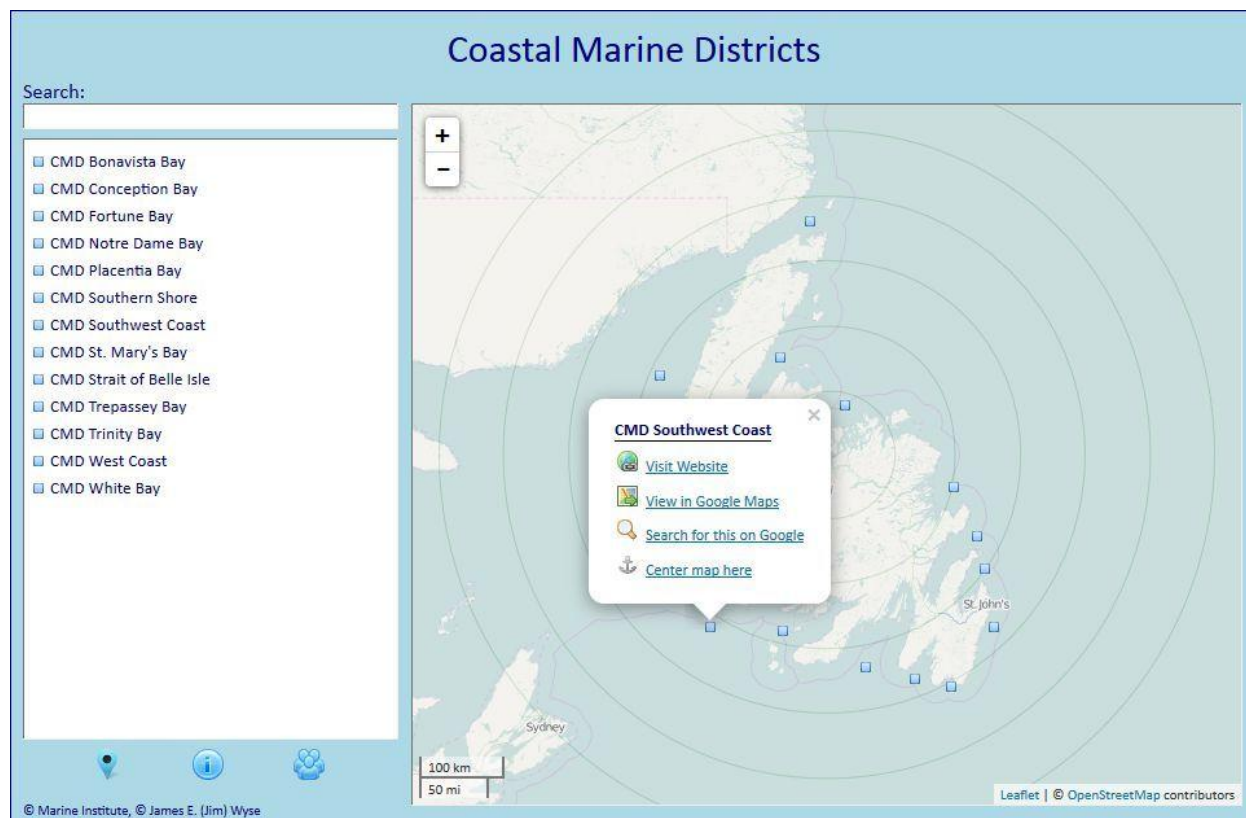 Coastal Marine Districts
Search:
CMD Bonavista Bay
CMD Conception Bay
CMD Fortune Bay
CMD Notre Dame Bay
CMD Placentia Bay
CMD Southern Shore
CMD Southwest Coast
CMD St. Mary's Bay
CMD Strait of Belle Isle
CMD Trepassey Bay
CMD Trinity Bay
CMD West Coast
CMD White Bay
© Marine Institute, © James E. (Jim) Wyse
+
−
CMD Southwest Coast
×
Visit Website
View in Google Maps
Search for this on Google
Center map here
St. John's
Sydney
100 km
50 mi
Leaflet | © OpenStreetMap contributors